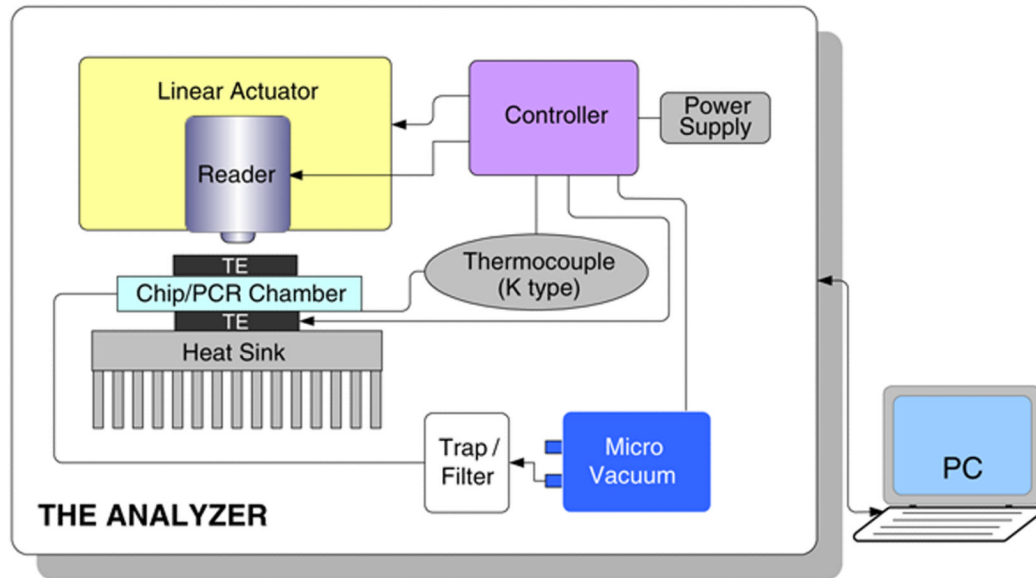 Linear Actuator
Reader
Controller
Power
Supply
TE
Chip/PCR Chamber
TE
Heat Sink
Thermocouple
(K type)
Trap /
Filter
Micro
Vacuum
PC
THE ANALYZER